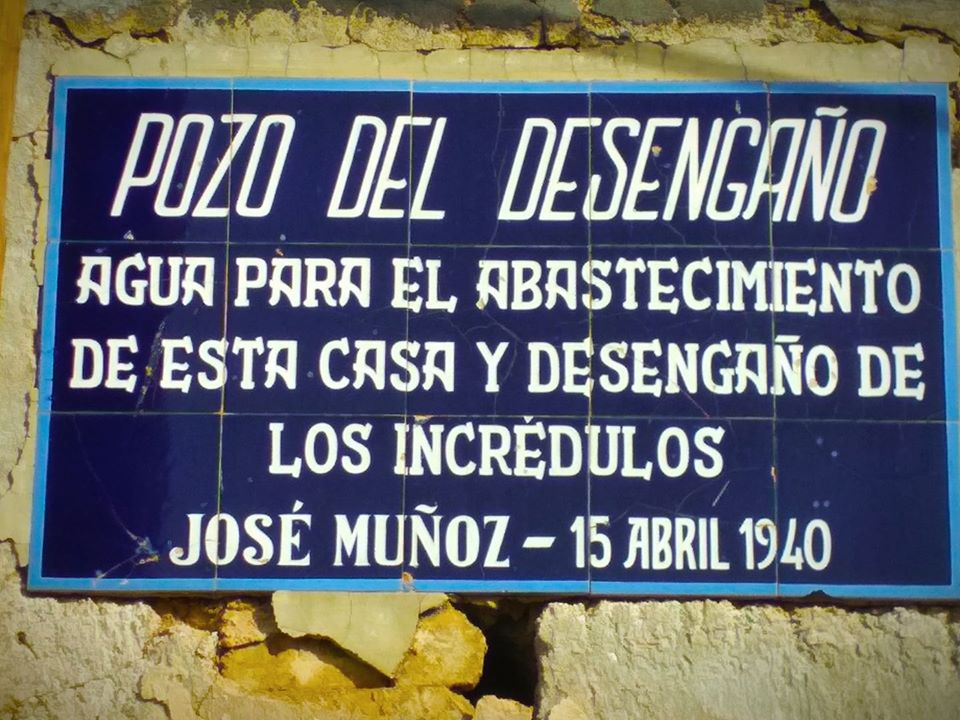 POZO DEL DESENGAÑO
AGUA PARA EL ABASTECIMIENTO
DE ESTA CASA Y DESENGAÑO DE
LOS INCRÉDULOS
JOSÉ MUÑOZ – 15 ABRIL 1940